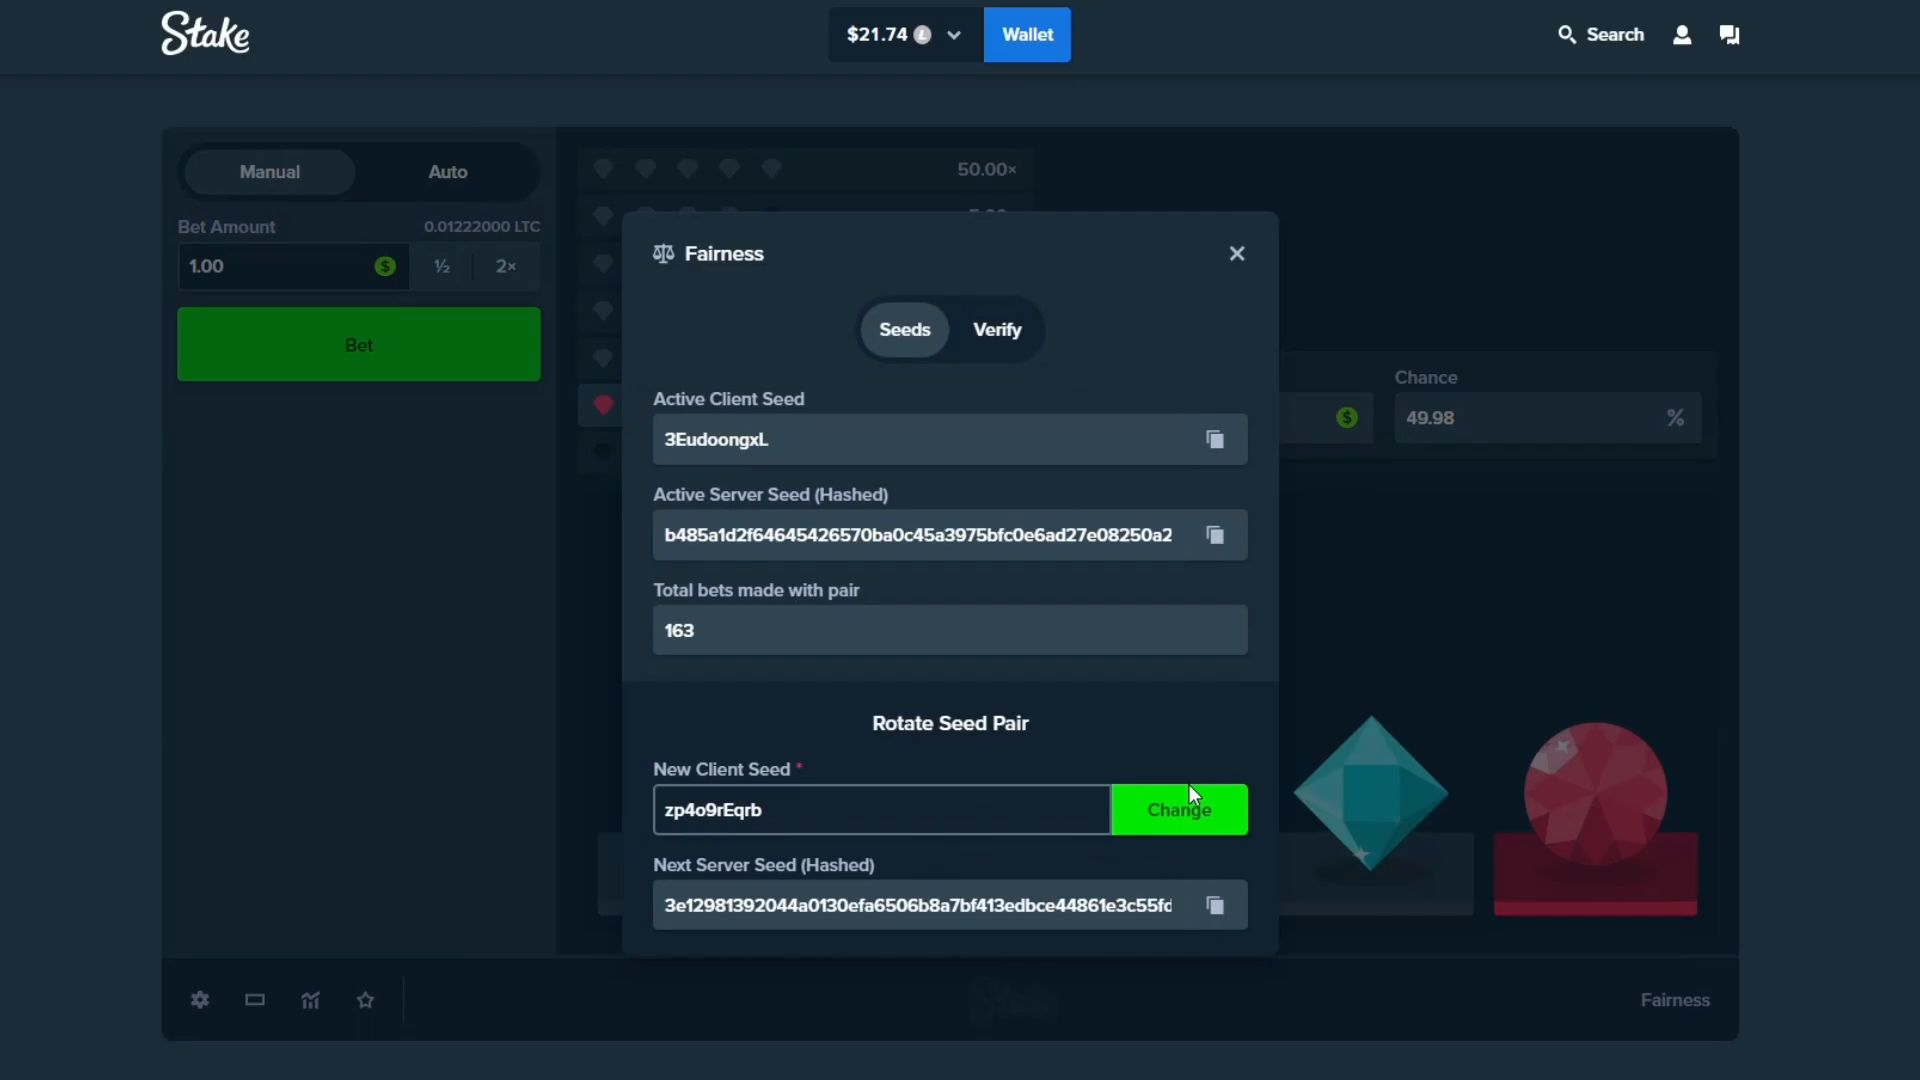 Stake
$21.74
Wallet
Search
Manual
Auto
Bet Amount
0.01222000 LTC
1.00
½
2×
Bet
50.00×
Fairness
Seeds
Verify
Active Client Seed
3EudoongxL
Active Server Seed (Hashed)
b485a1d2f64645426570ba0c45a3975bfc0e6ad27e08250a2
Total bets made with pair
163
Rotate Seed Pair
New Client Seed *
zp4o9rEqrb
Change
Next Server Seed (Hashed)
3e12981392044a0130efa6506b8a7bf413edbce44861e3c55fd
Chance
49.98
%
Stake
Fairness